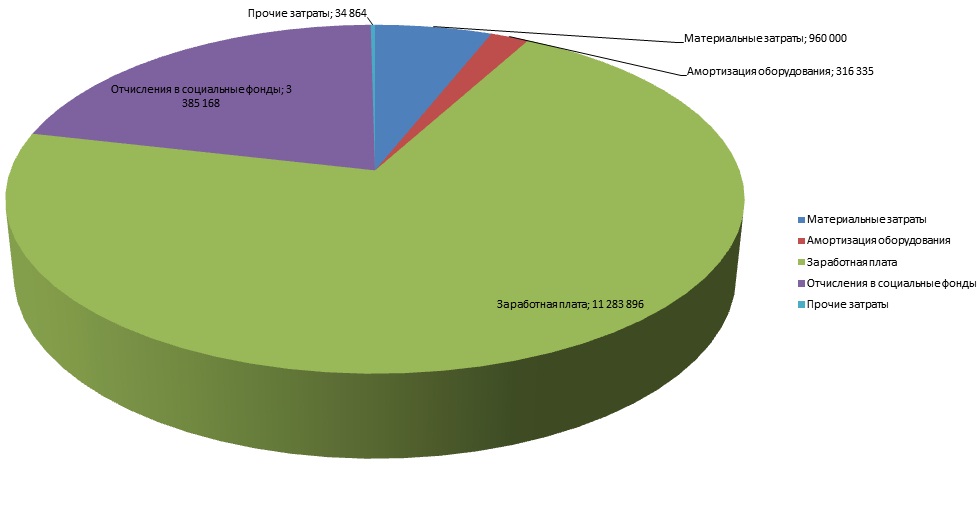 Прочие затраты; 34 864
Материальные затраты; 960 000
Амортизация оборудования; 316 335
Отчисления в социальные фонды; 3
385 168
Заработная плата; 11 283 896
Материальные затраты
Амортизация оборудования
Заработная плата
Отчисления в социальные фонды
Прочие затраты